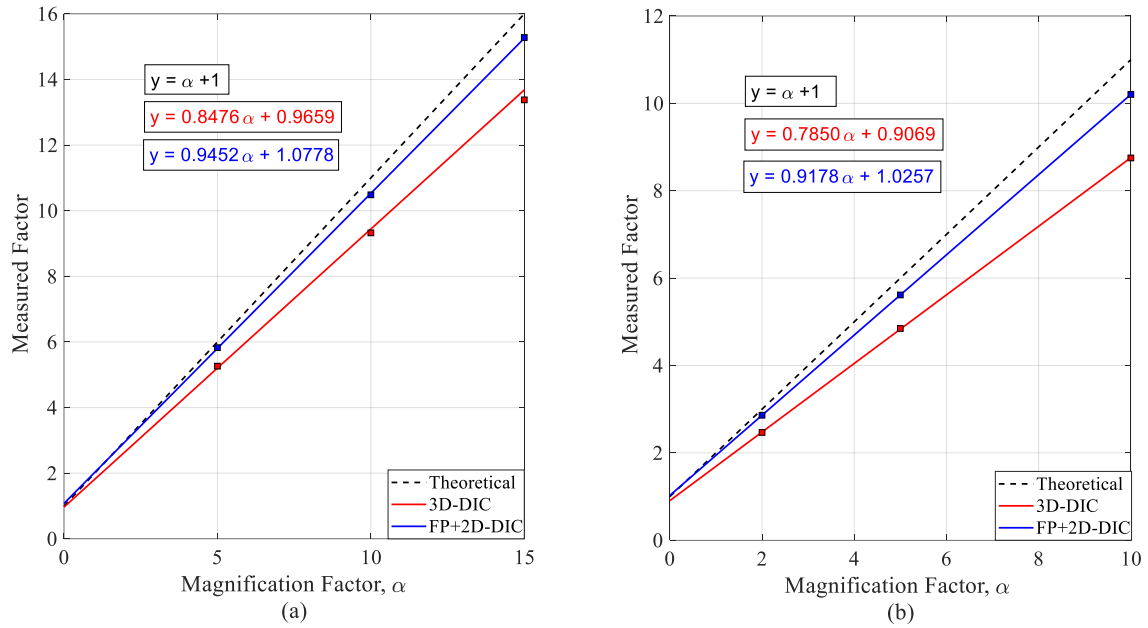 16
14
12
10
8
6
4
2
0
0
5
10
15
Measured Factor
Magnification Factor, α
(a)
y = α +1
y = 0.8476 α + 0.9659
y = 0.9452 α + 1.0778
Theoretical
3D-DIC
FP+2D-DIC
12
10
8
6
4
2
0
0
2
4
6
8
10
Measured Factor
Magnification Factor, α
(b)
y = α +1
y = 0.7850 α + 0.9069
y = 0.9178 α + 1.0257
Theoretical
3D-DIC
FP+2D-DIC